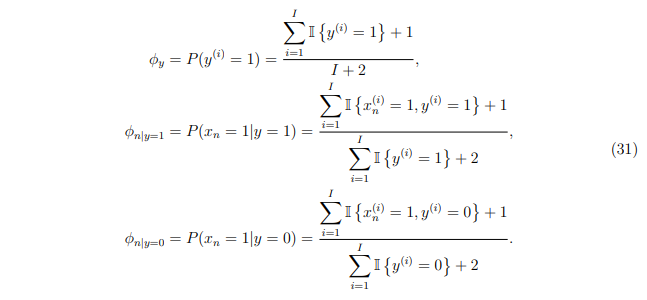 \phi_y = P(y^{(i)} = 1) = \frac{\sum_{i=1}^{I} \mathbb{I}\{y^{(i)} = 1\} + 1}{I + 2},
\phi_{n|y=1} = P(x_n = 1|y = 1) = \frac{\sum_{i=1}^{I} \mathbb{I}\{x_n^{(i)} = 1, y^{(i)} = 1\} + 1}{\sum_{i=1}^{I} \mathbb{I}\{y^{(i)} = 1\} + 2}, (31)
\phi_{n|y=0} = P(x_n = 1|y = 0) = \frac{\sum_{i=1}^{I} \mathbb{I}\{x_n^{(i)} = 1, y^{(i)} = 0\} + 1}{\sum_{i=1}^{I} \mathbb{I}\{y^{(i)} = 0\} + 2}.